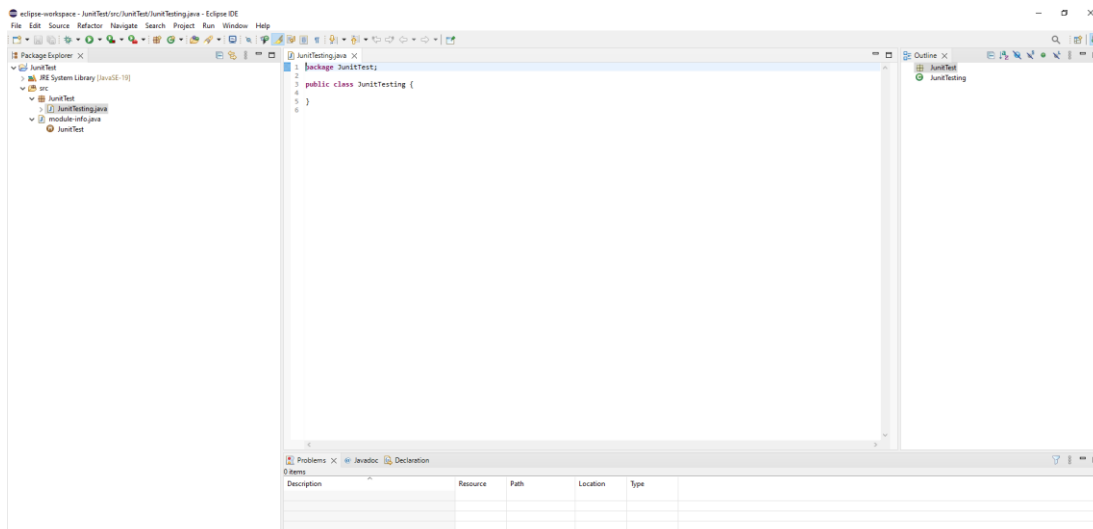 eclipse-workspace - JunitTest/src/JunitTest/JunitTesting.java - Eclipse IDE
File Edit Source Refactor Navigate Search Project Run Window Help
Package Explorer
JunitTest
JRE System Library [JavaSE-19]
src
JunitTest
JunitTesting.java
module-info.java
JunitTest
JunitTesting.java
1 package JunitTest;
2
3 public class JunitTesting {
4
5 }
6
Outline
JunitTest
JunitTesting
Problems Javadoc Declaration
0 items
Description Resource Path Location Type